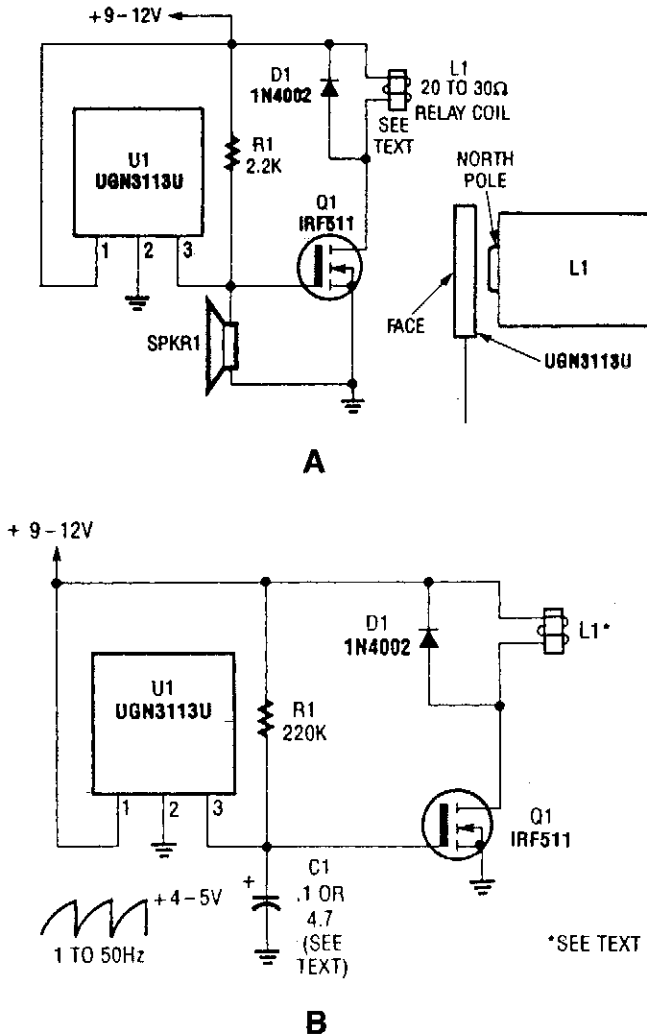 +9-12V
D1
1N4002
L1
20 TO 30Ω
RELAY COIL
SEE
TEXT
U1
UGN3113U
1
2
3
R1
2.2K
Q1
IRF511
SPKR1
NORTH
POLE
L1
FACE
UGN3113U
A
+ 9-12V
U1
UGN3113U
1
2
3
R1
220K
D1
1N4002
L1*
Q1
IRF511
+
C1
.1 OR
4.7
(SEE
TEXT)
+4-5V
1 TO 50Hz
*SEE TEXT
B